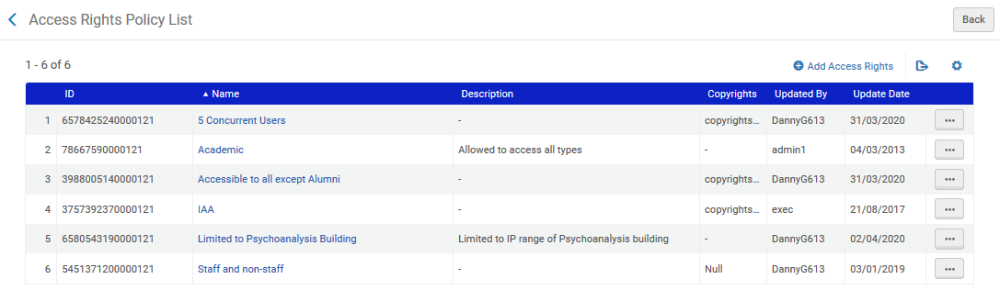 Access Rights Policy List Back
1 - 6 of 6 Add Access Rights
ID Name Description Copyrights Updated By Update Date
1 6578425240000121 5 Concurrent Users - copyrights... DannyG613 31/03/2020 ...
2 78667590000121 Academic Allowed to access all types - admin1 04/03/2013 ...
3 3988005140000121 Accessible to all except Alumni - copyrights... DannyG613 31/03/2020 ...
4 3757392370000121 IAA - copyrights... exec 21/08/2017 ...
5 6580543190000121 Limited to Psychoanalysis Building Limited to IP range of Psychoanalysis building - DannyG613 02/04/2020 ...
6 5451371200000121 Staff and non-staff - Null DannyG613 03/01/2019 ...